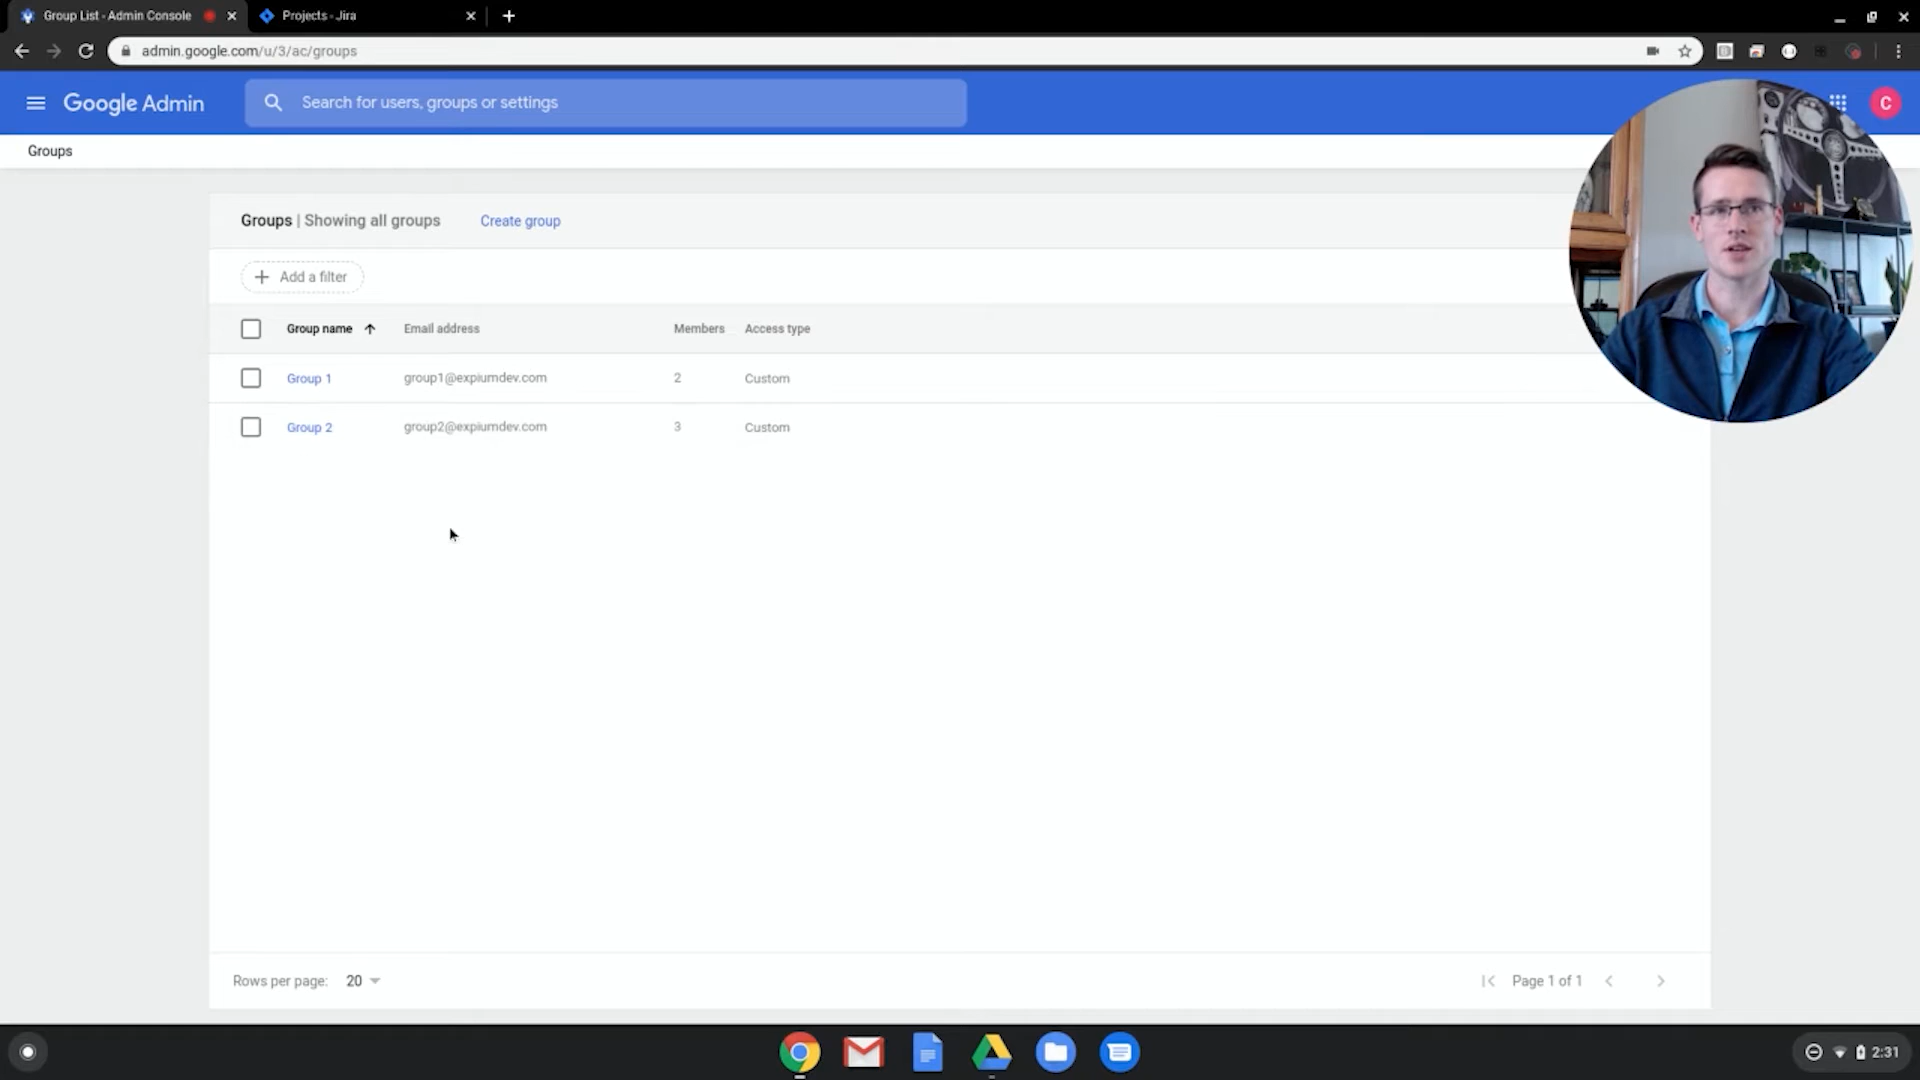 Group List - Admin Console
Projects - Jira
admin.google.com/u/3/ac/groups
Google Admin
Search for users, groups or settings
C
Groups
Groups | Showing all groups
Create group
Add a filter
Group name
Email address
Members
Access type
Group 1
group1@expiumdev.com
2
Custom
Group 2
group2@expiumdev.com
3
Custom
Rows per page: 20
Page 1 of 1
2:31